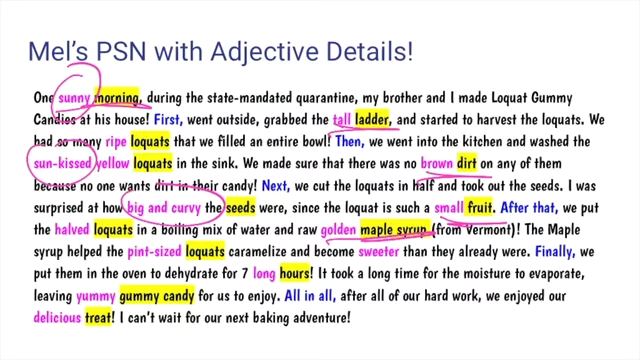 Mel's PSN with Adjective Details!
One sunny morning, during the state-mandated quarantine, my brother and I made Loquat Gummy
Candies at his house! First, went outside, grabbed the tall ladder, and started to harvest the loquats. We
had so many ripe loquats that we filled an entire bowl! Then, we went into the kitchen and washed the
sun-kissed yellow loquats in the sink. We made sure that there was no brown dirt on any of them
because no one wants dirt in their candy! Next, we cut the loquats in half and took out the seeds. I was
surprised at how big and curvy the seeds were, since the loquat is such a small fruit. After that, we put
the halved loquats in a boiling mix of water and raw golden maple syrup (from Vermont)! The Maple
syrup helped the pint-sized loquats caramelize and become sweeter than they already were. Finally, we
put them in the oven to dehydrate for 7 long hours! It took a long time for the moisture to evaporate,
leaving yummy gummy candy for us to enjoy. All in all, after all of our hard work, we enjoyed our
delicious treat! I can't wait for our next baking adventure!